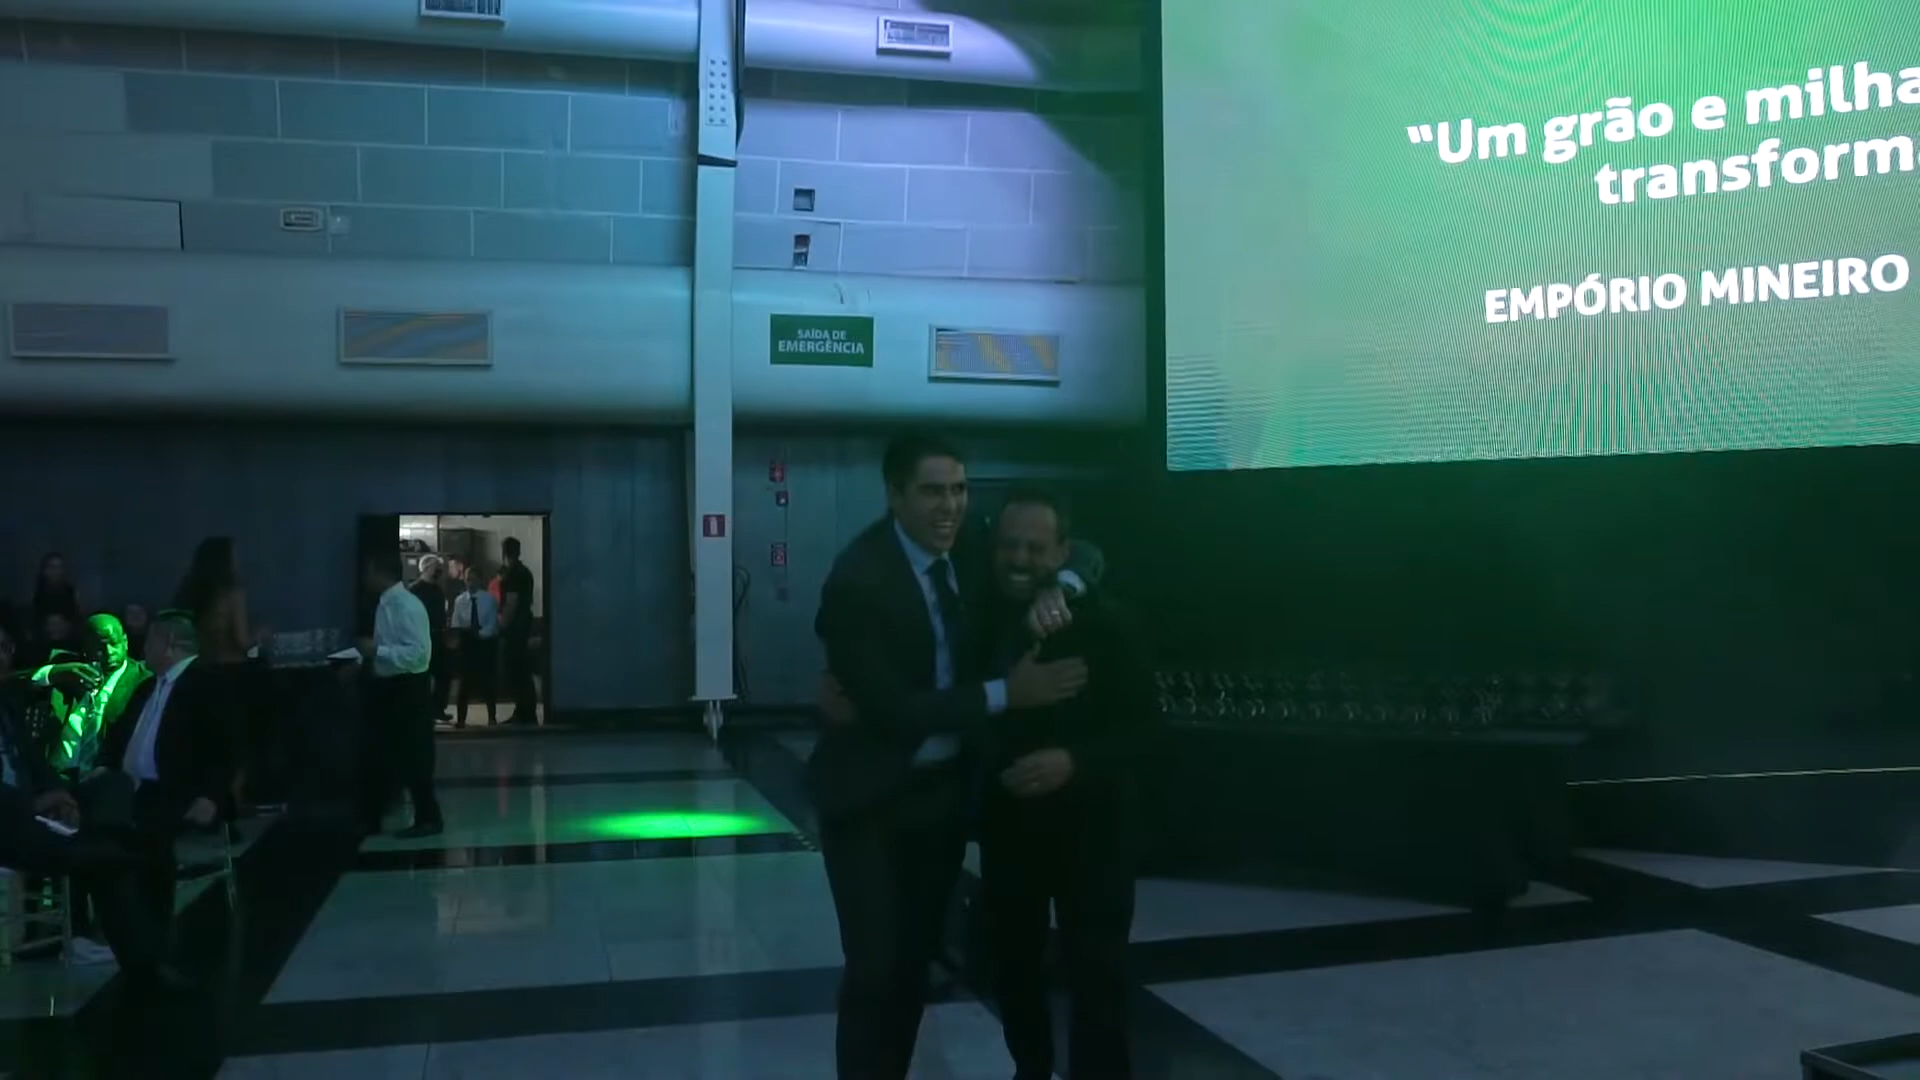 "Um grão e milha
transform
EMPÓRIO MINEIRO
SAÍDA DE
EMERGÊNCIA